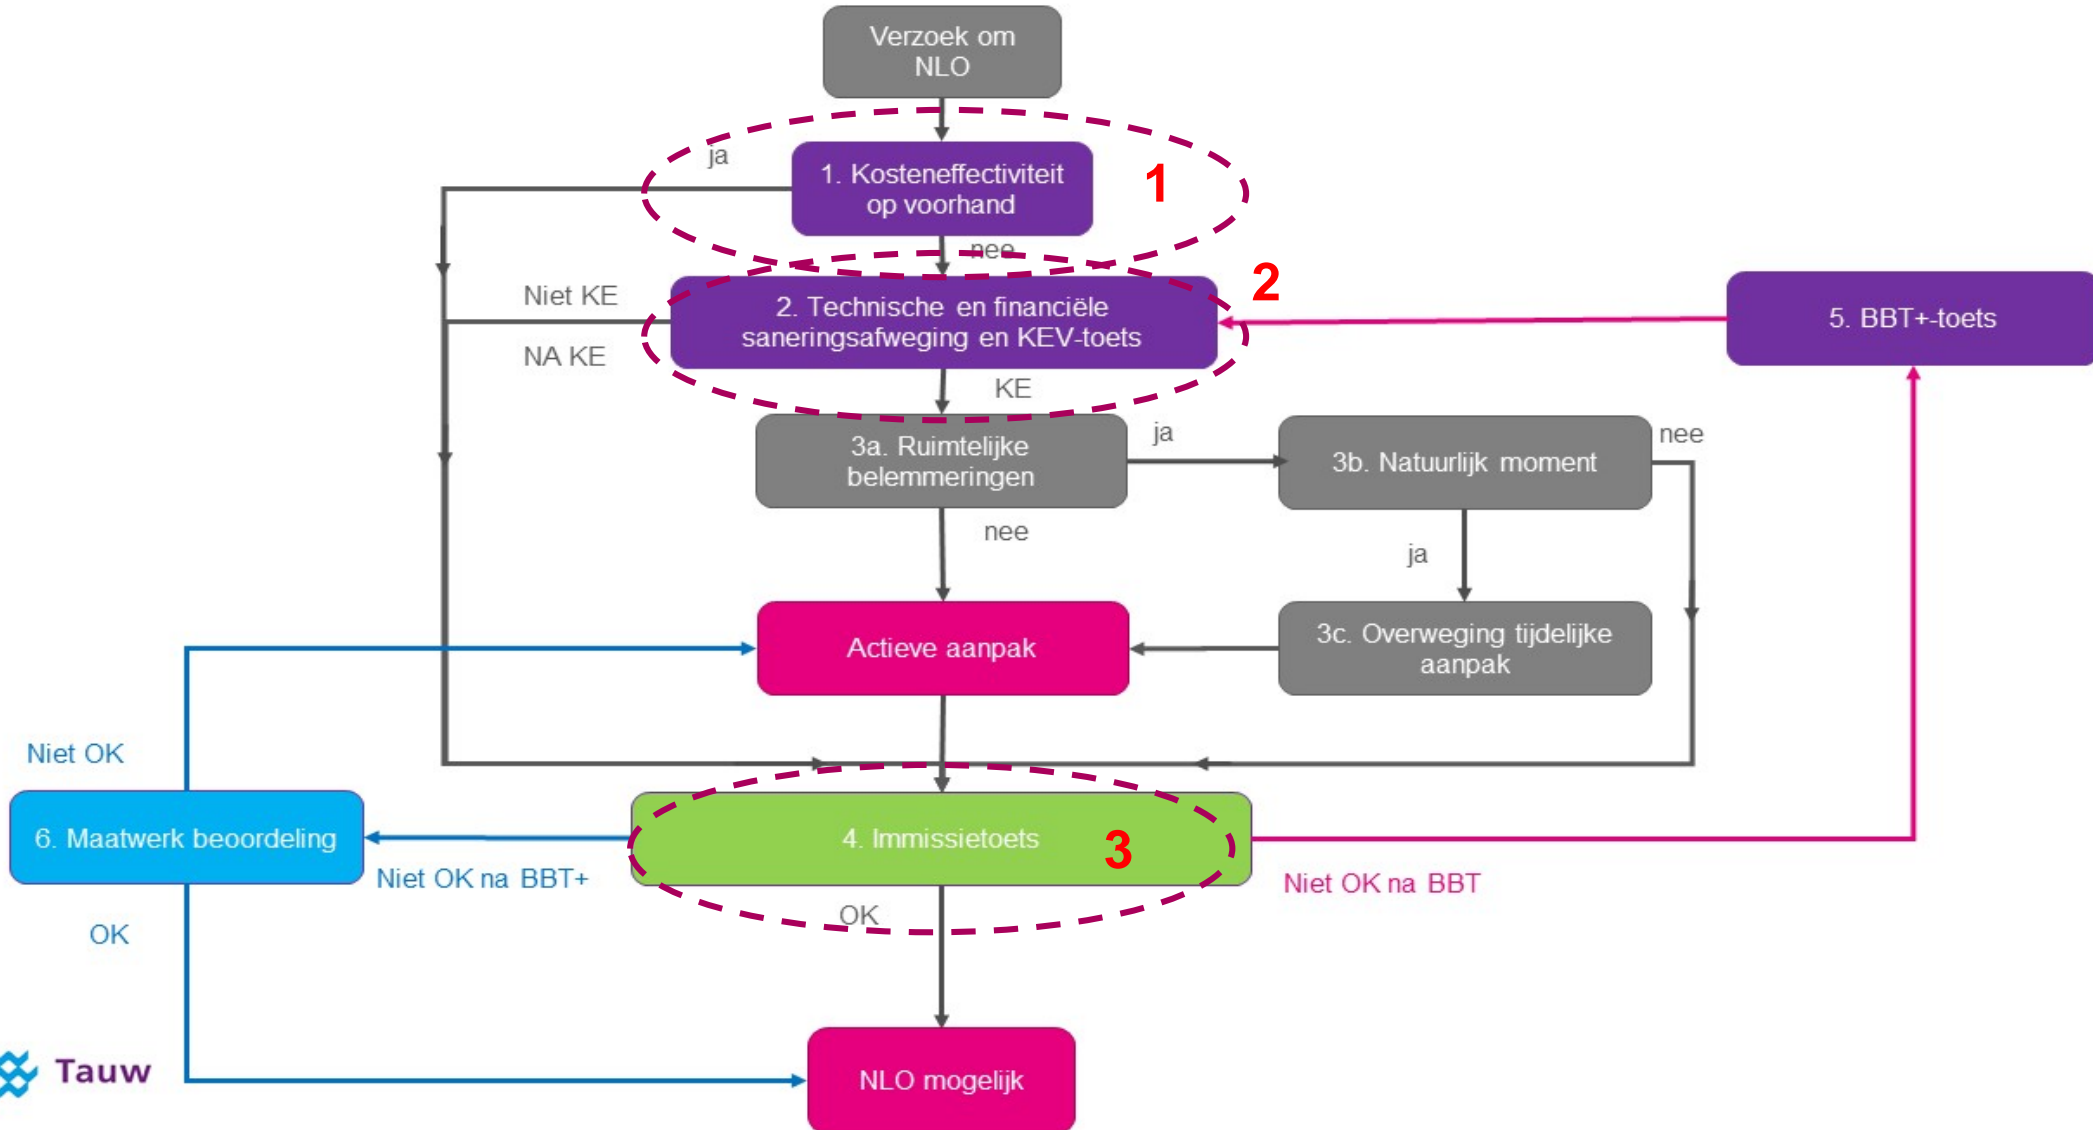 Verzoek om
NLO
ja
1. Kosteneffectiviteit
op voorhand
1
nee
2
Niet KE
2. Technische en financiële
saneringsafweging en KEV-toets
5. BBT+-toets
NA KE
KE
3a. Ruimtelijke
belemmeringen
ja
3b. Natuurlijk moment
nee
nee
ja
Actieve aanpak
3c. Overweging tijdelijke
aanpak
Niet OK
6. Maatwerk beoordeling
4. Immissietoets
3
Niet OK na BBT+
Niet OK na BBT
OK
OK
Tauw
NLO mogelijk